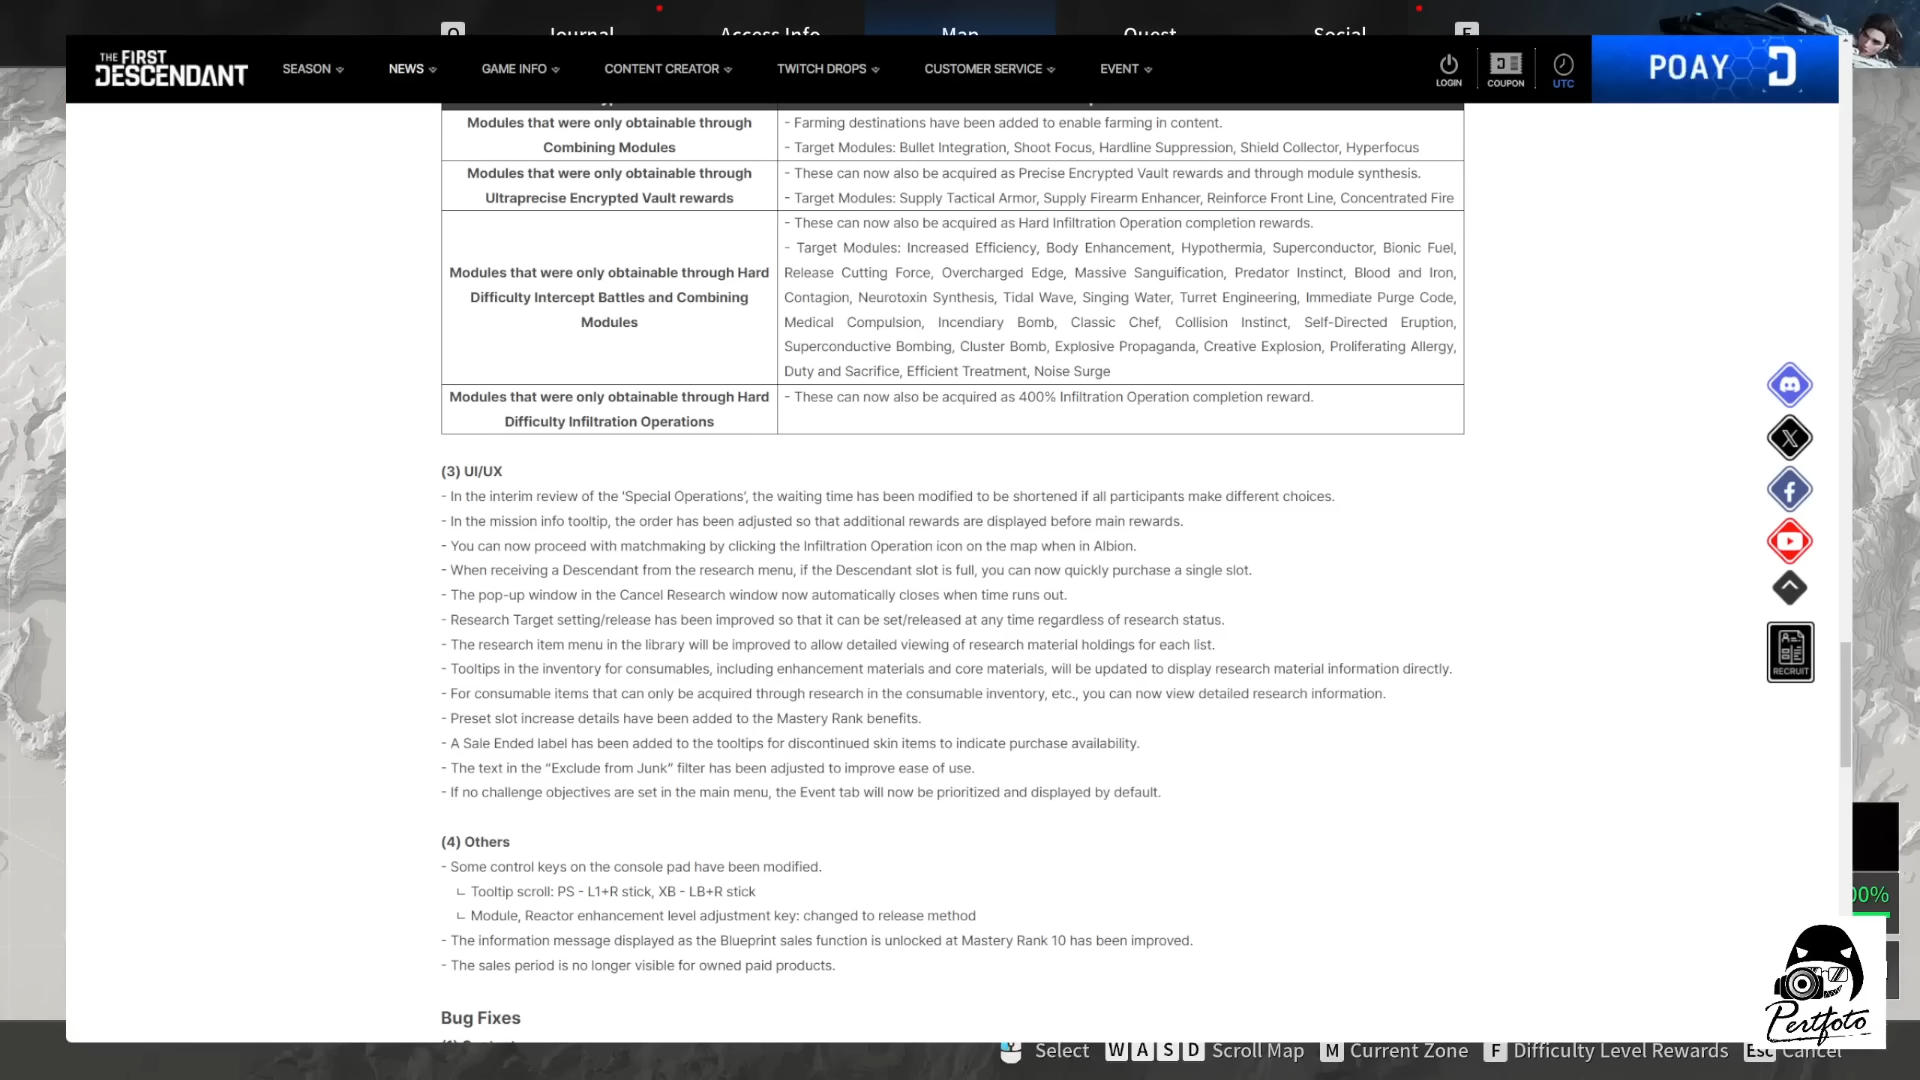 Journal Access Info Map Quest Social
THE FIRST DESCENDANT
SEASON NEWS GAME INFO CONTENT CREATOR TWITCH DROPS CUSTOMER SERVICE EVENT
LOGIN COUPON UTC
POAY
Modules that were only obtainable through
Combining Modules
- Farming destinations have been added to enable farming in content.
- Target Modules: Bullet Integration, Shoot Focus, Hardline Suppression, Shield Collector, Hyperfocus
Modules that were only obtainable through
Ultraprecise Encrypted Vault rewards
- These can now also be acquired as Precise Encrypted Vault rewards and through module synthesis.
- Target Modules: Supply Tactical Armor, Supply Firearm Enhancer, Reinforce Front Line, Concentrated Fire
Modules that were only obtainable through Hard
Difficulty Intercept Battles and Combining
Modules
- These can now also be acquired as Hard Infiltration Operation completion rewards.
- Target Modules: Increased Efficiency, Body Enhancement, Hypothermia, Superconductor, Bionic Fuel,
Release Cutting Force, Overcharged Edge, Massive Sanguification, Predator Instinct, Blood and Iron,
Contagion, Neurotoxin Synthesis, Tidal Wave, Singing Water, Turret Engineering, Immediate Purge Code,
Medical Compulsion, Incendiary Bomb, Classic Chef, Collision Instinct, Self-Directed Eruption,
Superconductive Bombing, Cluster Bomb, Explosive Propaganda, Creative Explosion, Proliferating Allergy,
Duty and Sacrifice, Efficient Treatment, Noise Surge
Modules that were only obtainable through Hard
Difficulty Infiltration Operations
- These can now also be acquired as 400% Infiltration Operation completion reward.
(3) UI/UX
- In the interim review of the 'Special Operations', the waiting time has been modified to be shortened if all participants make different choices.
- In the mission info tooltip, the order has been adjusted so that additional rewards are displayed before main rewards.
- You can now proceed with matchmaking by clicking the Infiltration Operation icon on the map when in Albion.
- When receiving a Descendant from the research menu, if the Descendant slot is full, you can now quickly purchase a single slot.
- The pop-up window in the Cancel Research window now automatically closes when time runs out.
- Research Target setting/release has been improved so that it can be set/released at any time regardless of research status.
- The research item menu in the library will be improved to allow detailed viewing of research material holdings for each list.
- Tooltips in the inventory for consumables, including enhancement materials and core materials, will be updated to display research material information directly.
- For consumable items that can only be acquired through research in the consumable inventory, etc., you can now view detailed research information.
- Preset slot increase details have been added to the Mastery Rank benefits.
- A Sale Ended label has been added to the tooltips for discontinued skin items to indicate purchase availability.
- The text in the “Exclude from Junk” filter has been adjusted to improve ease of use.
- If no challenge objectives are set in the main menu, the Event tab will now be prioritized and displayed by default.
(4) Others
- Some control keys on the console pad have been modified.
ㄴ Tooltip scroll: PS - L1+R stick, XB - LB+R stick
ㄴ Module, Reactor enhancement level adjustment key: changed to release method
- The information message displayed as the Blueprint sales function is unlocked at Mastery Rank 10 has been improved.
- The sales period is no longer visible for owned paid products.
Bug Fixes
RECRUIT
00%
Pertfoto
Select W A S D Scroll Map M Current Zone F Difficulty Level Rewards Esc Cancel